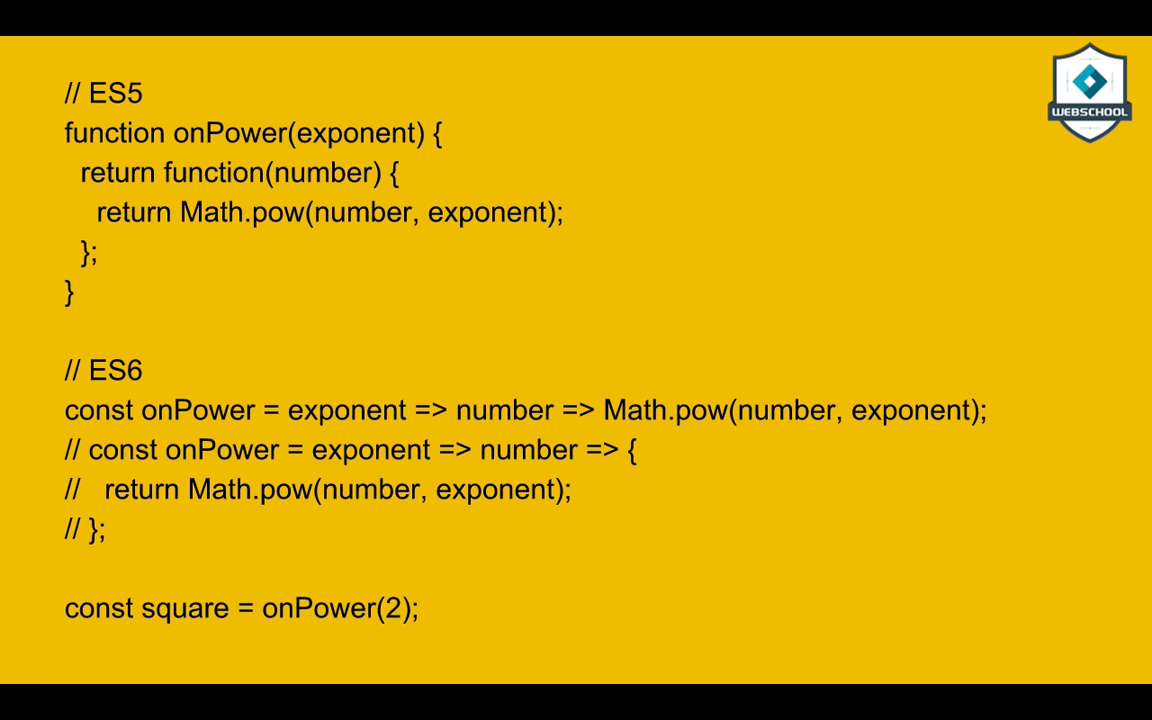 // ES5
function onPower(exponent) {
  return function(number) {
    return Math.pow(number, exponent);
  };
}
// ES6
const onPower = exponent => number => Math.pow(number, exponent);
// const onPower = exponent => number => {
//   return Math.pow(number, exponent);
// };
const square = onPower(2);
WEBSCHOOL